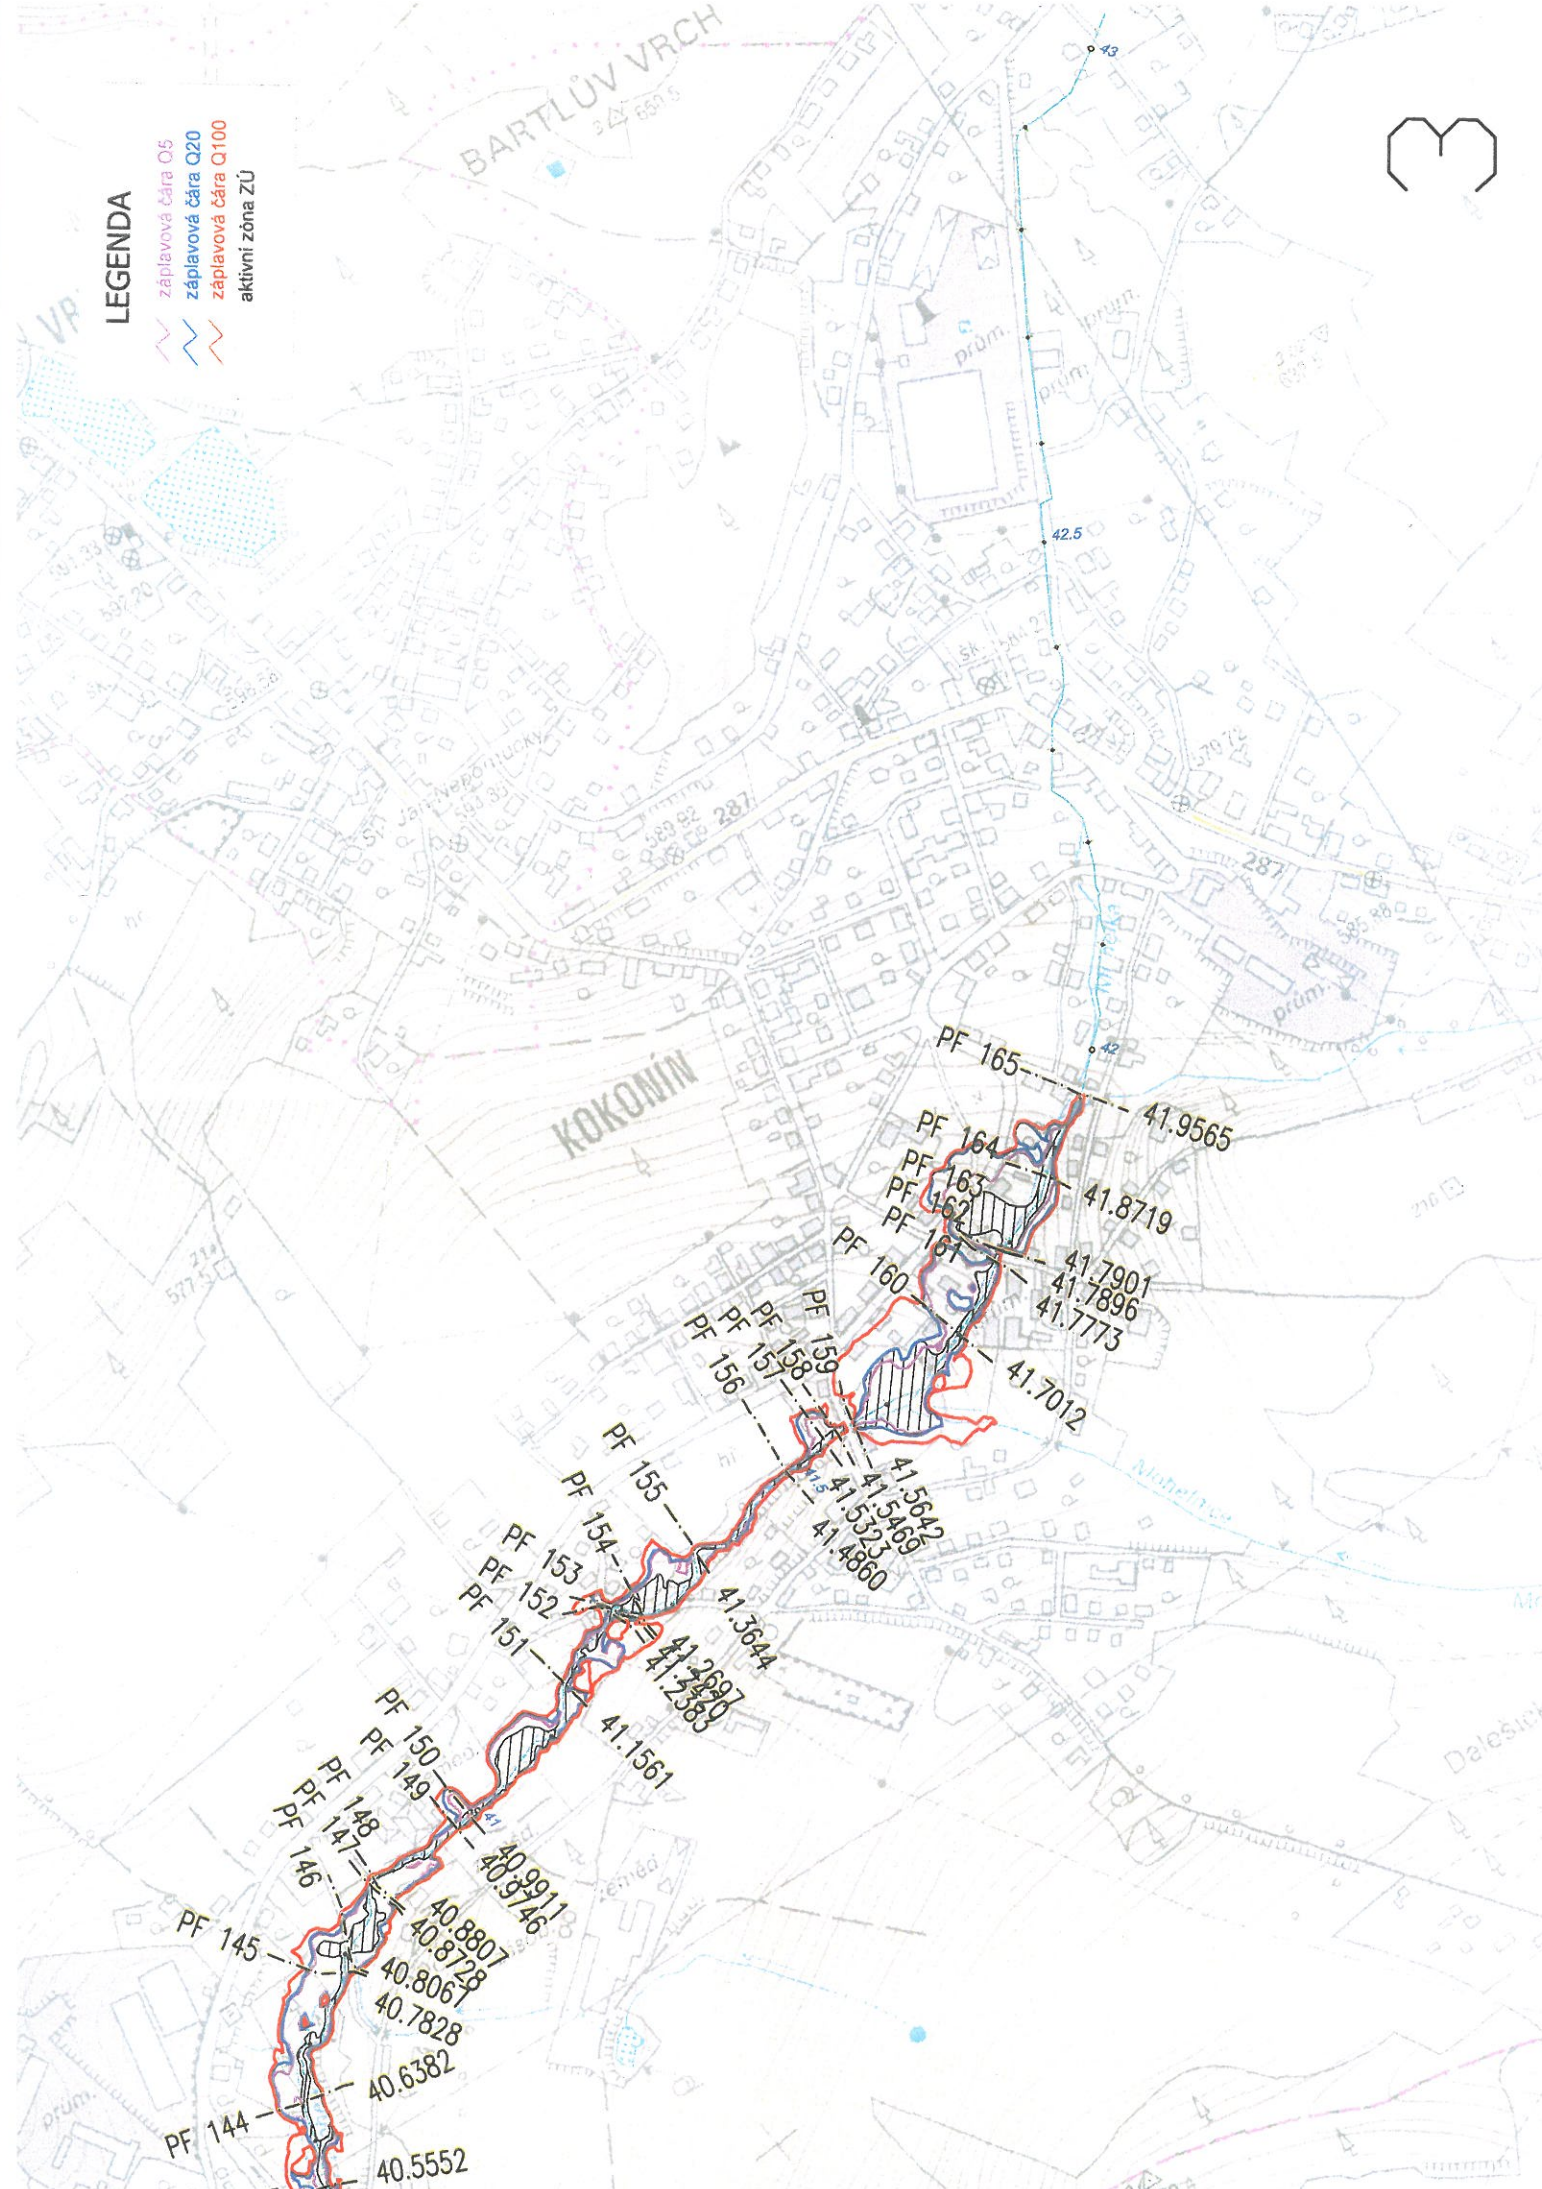 LEGENDA
záplavová čára Q5
záplavová čára Q20
záplavová čára Q100
aktivní zóna ZÚ
3
BARTLŮV VRCH
43
prům.
prům.
prům.
42.5
287
287
prům.
KOKONÍN
42
PF 165
41.9565
PF 164
41.8719
PF 163
41.7901
PF 162
41.7896
PF 161
41.7773
PF 160
41.7012
PF 159
41.5642
PF 158
41.5469
PF 157
41.5323
PF 156
41.4860
41.5
PF 155
41.3644
PF 154
41.2697
PF 153
PF 152
41.2383
PF 151
41.1561
PF 150
40.9911
PF 149
40.9746
41
PF 148
40.8807
PF 147
40.8728
PF 146
40.8067
PF 145
40.7828
40.6382
PF 144
40.5552
prům.